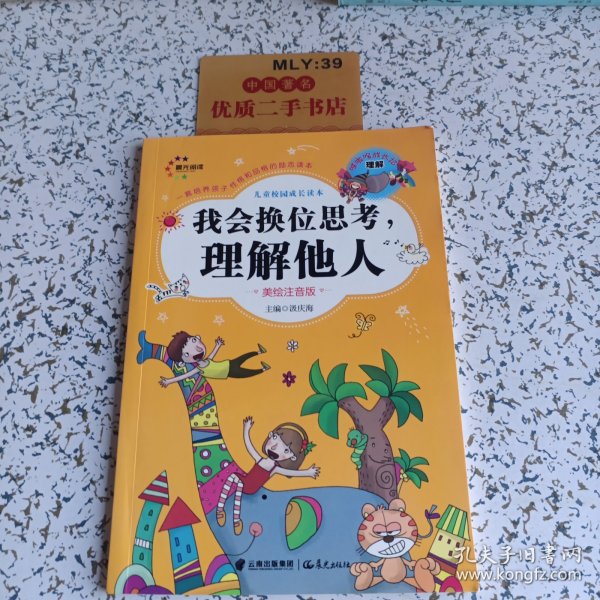 MLY:39
中国著名
优质二手书店
晨光阅读
一套培养孩子性格和品格的励志读本
理解
儿童校园成长读本
我会换位思考，
理解他人
美绘注音版
主编◎汲庆海
云南出版集团
晨光出版社
孔夫子旧书网
www.kongfz.com